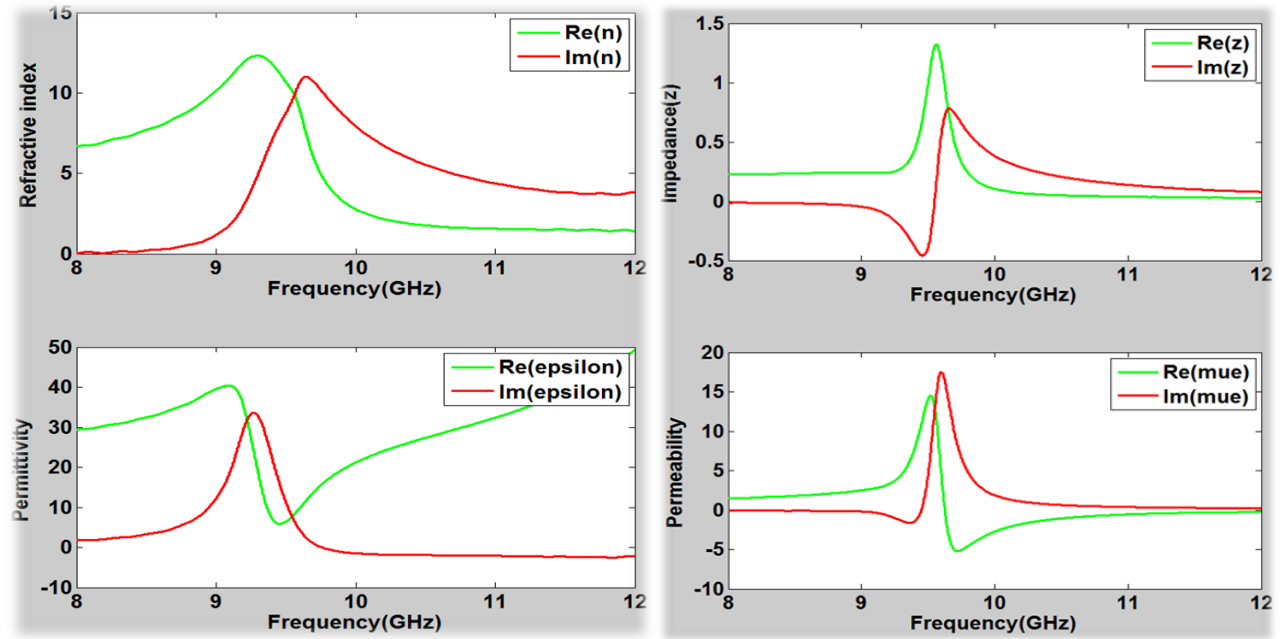 Refractive index
15
10
5
0
Re(n)
Im(n)
8 9 10 11 12
Frequency(GHz)
impedance(z)
1.5
1
0.5
0
-0.5
Re(z)
Im(z)
8 9 10 11 12
Frequency(GHz)
Permittivity
50
40
30
20
10
0
-10
Re(epsilon)
Im(epsilon)
8 9 10 11 12
Frequency(GHz)
Permeability
20
15
10
5
0
-5
-10
Re(mue)
Im(mue)
8 9 10 11 12
Frequency(GHz)